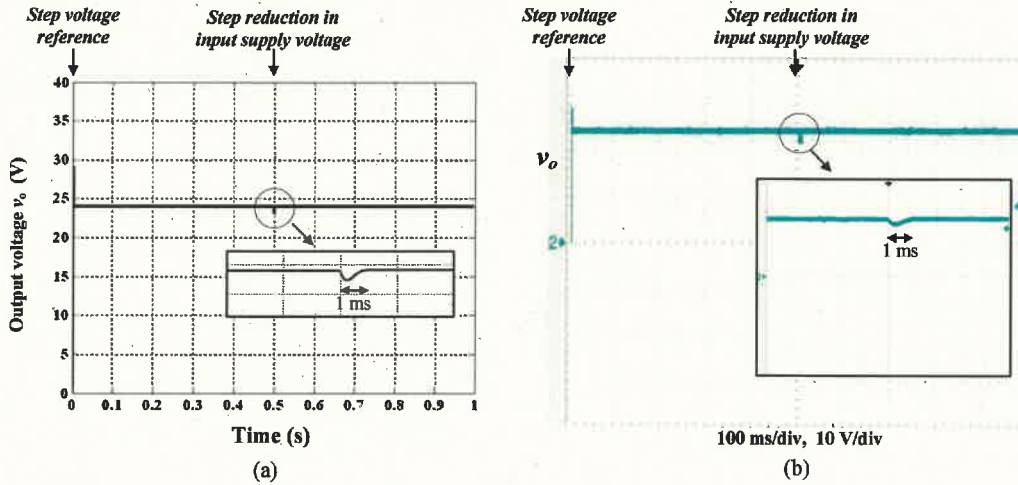 Step voltage
reference
Step reduction in
input supply voltage
40
35
30
25
20
15
10
5
0
Output voltage vₒ (V)
1 ms
0 0.1 0.2 0.3 0.4 0.5 0.6 0.7 0.8 0.9 1
Time (s)
(a)
Step voltage
reference
Step reduction in
input supply voltage
vₒ
2
1 ms
100 ms/div, 10 V/div
(b)